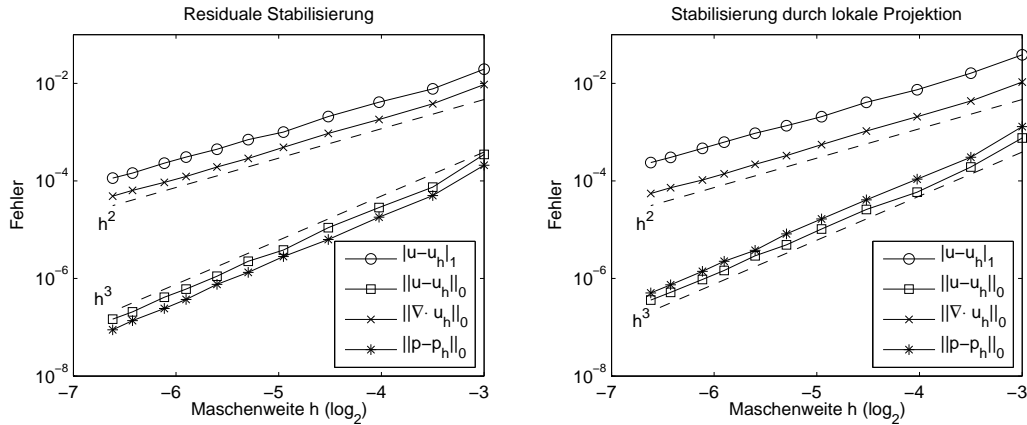 Residuale Stabilisierung
Fehler
10^{-2}
10^{-4}
10^{-6}
10^{-8}
h^2
h^3
|u−u_h|_1
||u−u_h||_0
||∇⋅ u_h||_0
||p−p_h||_0
−7 −6 −5 −4 −3
Maschenweite h (log_2)
Stabilisierung durch lokale Projektion
Fehler
10^{-2}
10^{-4}
10^{-6}
10^{-8}
h^2
h^3
|u−u_h|_1
||u−u_h||_0
||∇⋅ u_h||_0
||p−p_h||_0
−7 −6 −5 −4 −3
Maschenweite h (log_2)